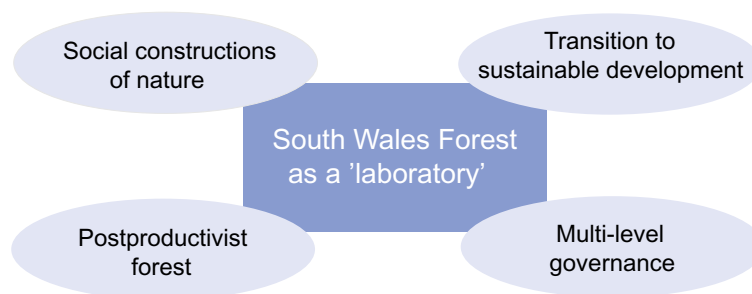 Social constructions
of nature
Transition to
sustainable development
South Wales Forest
as a ’laboratory’
Postproductivist
forest
Multi-level
governance